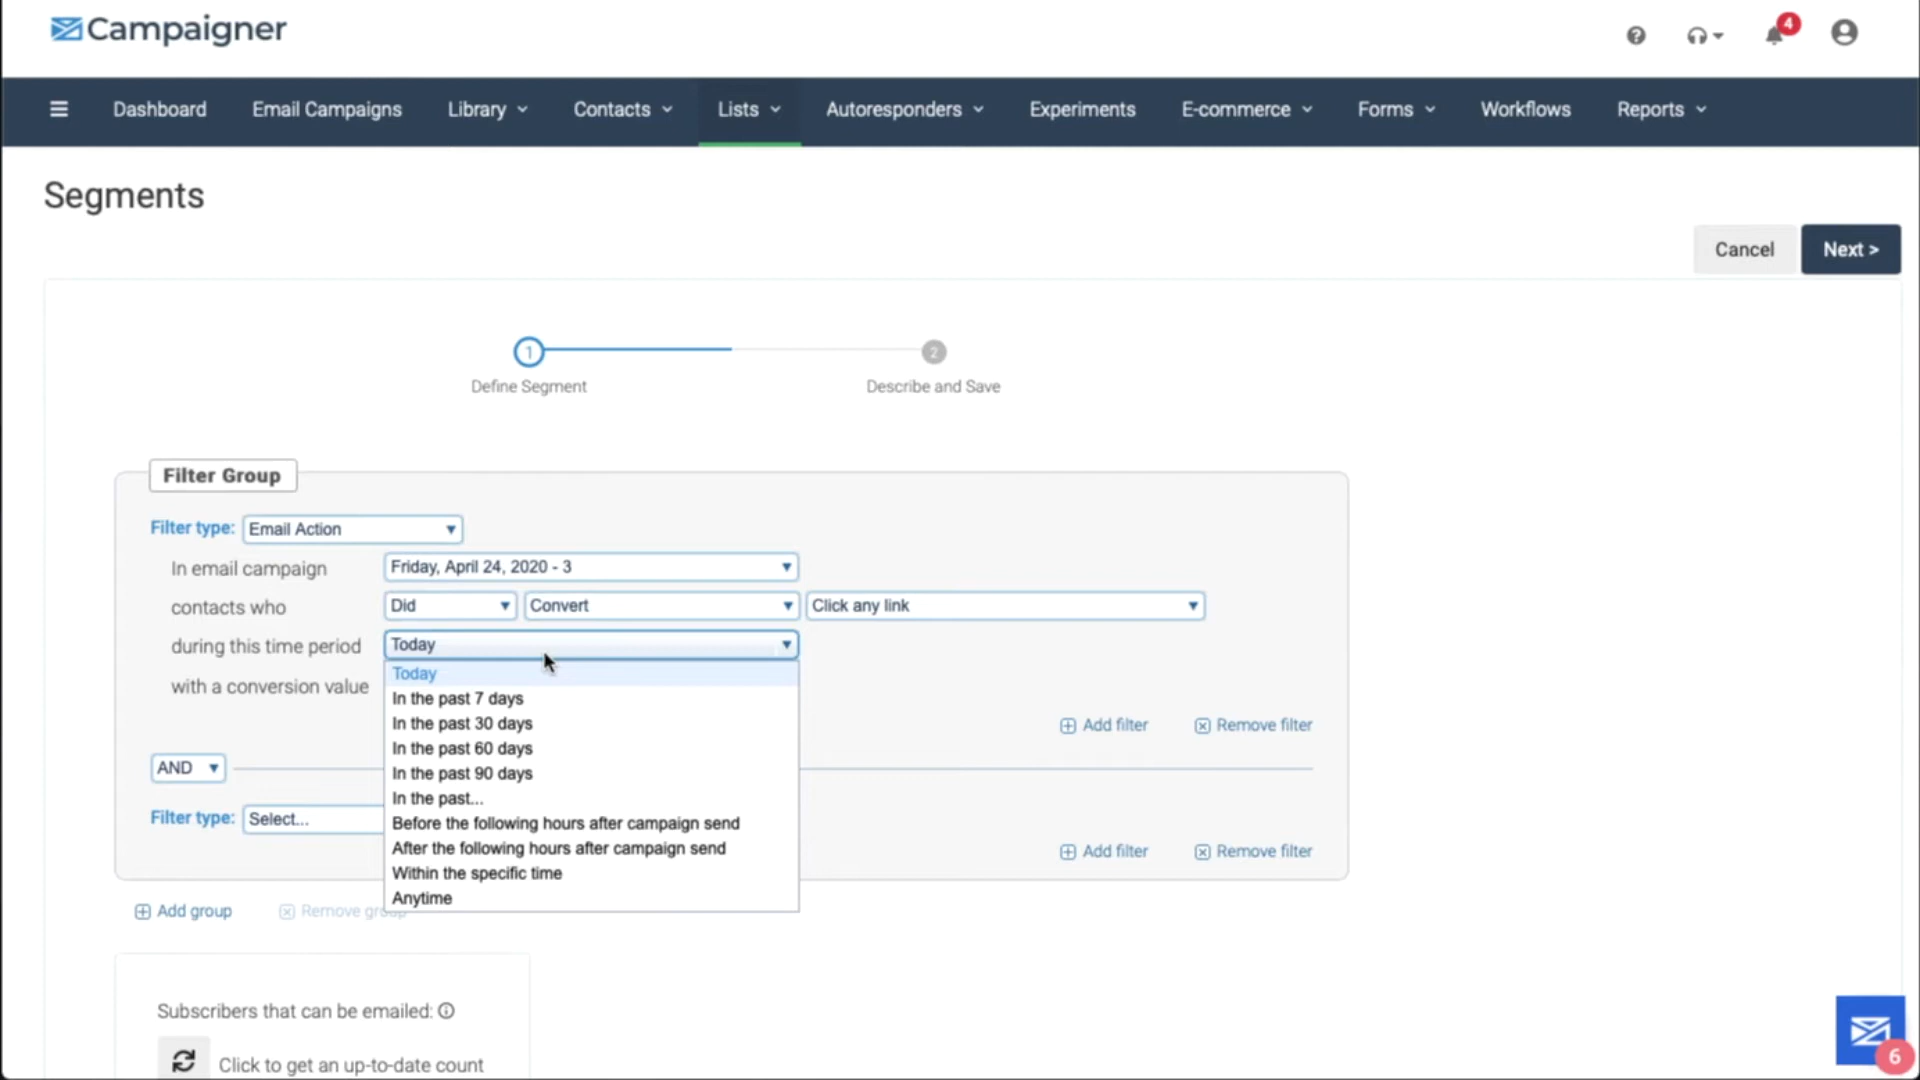 Campaigner
4
Dashboard Email Campaigns Library Contacts Lists Autoresponders Experiments E-commerce Forms Workflows Reports
Segments
Cancel Next >
1 2
Define Segment Describe and Save
Filter Group
Filter type: Email Action
In email campaign Friday, April 24, 2020 - 3
contacts who Did Convert Click any link
during this time period Today
Today
with a conversion value
In the past 7 days
In the past 30 days
Add filter Remove filter
In the past 60 days
AND
In the past 90 days
In the past...
Filter type: Select...
Before the following hours after campaign send
After the following hours after campaign send
Add filter Remove filter
Within the specific time
Anytime
Add group Remove group
Subscribers that can be emailed:
Click to get an up-to-date count
6